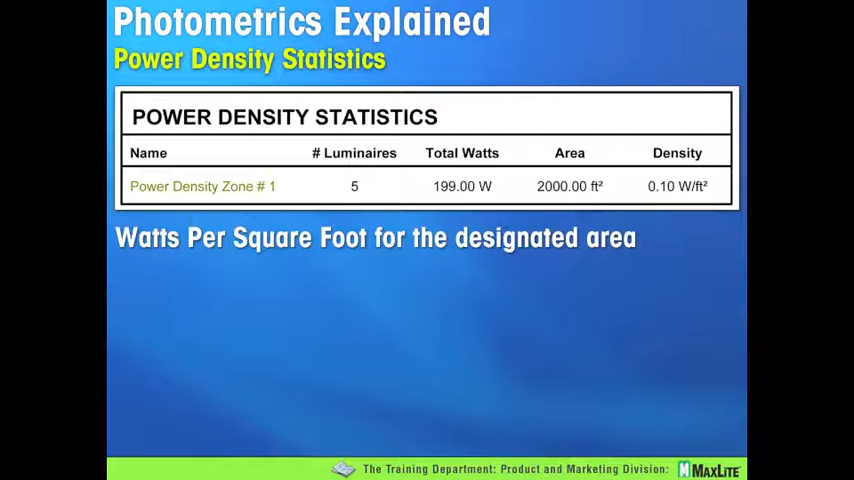 Photometrics Explained
Power Density Statistics
POWER DENSITY STATISTICS
Name # Luminaires Total Watts Area Density
Power Density Zone # 1 5 199.00 W 2000.00 ft² 0.10 W/ft²
Watts Per Square Foot for the designated area
The Training Department: Product and Marketing Division: MAXLITE